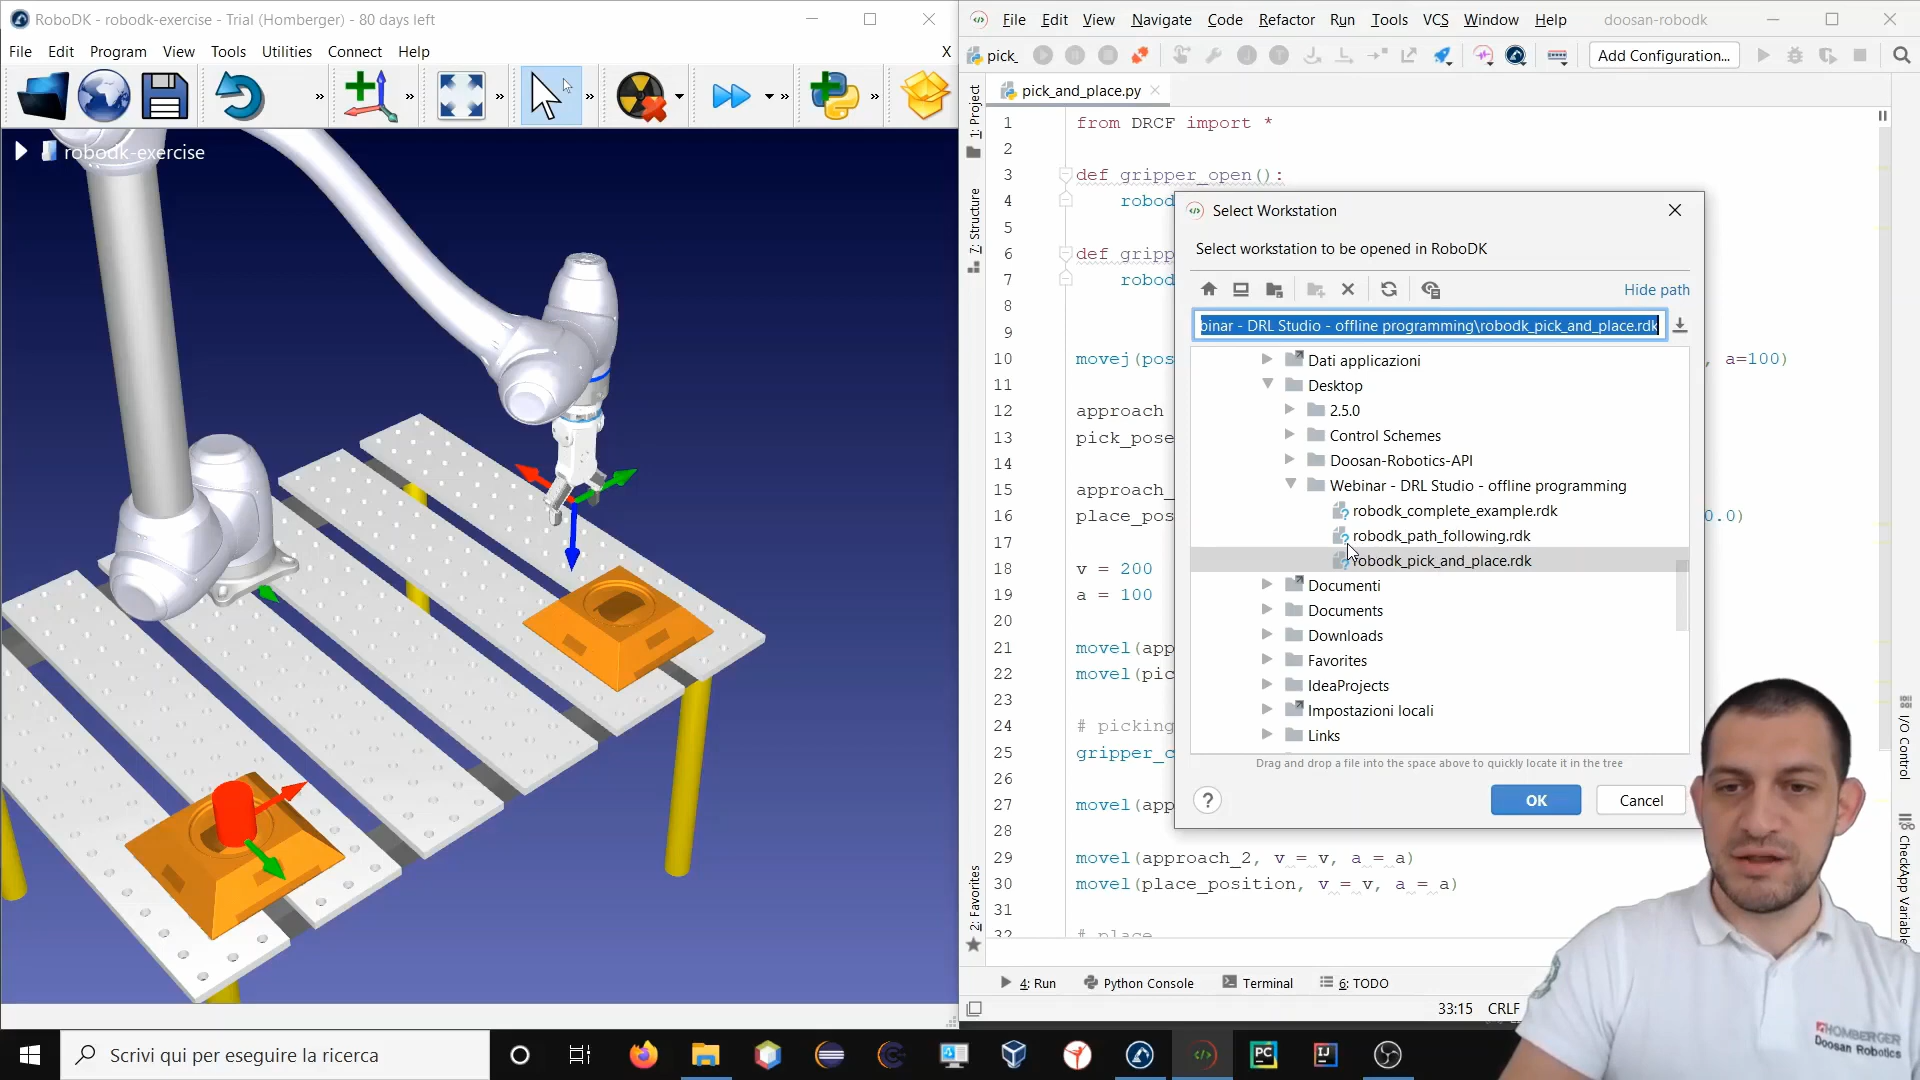 RoboDK - robodk-exercise - Trial (Homberger) - 80 days left
File Edit Program View Tools Utilities Connect Help X
robodk-exercise
File Edit View Navigate Code Refactor Run Tools VCS Window Help doosan-robodk
pick_ Add Configuration...
pick_and_place.py
1: Project
7: Structure
2: Favorites
1 from DRCF import *
2
3 def gripper_open():
4 robod
5
6 def gripp
7 robod
8
9
10 movej(pos , a=100)
11
12 approach
13 pick_pose
14
15 approach_
16 place_pos 0.0)
17
18 v = 200
19 a = 100
20
21 movel(app
22 movel(pic
23
24 # picking
25 gripper_c
26
27 movel(app
28
29 movel(approach_2, v = v, a = a)
30 movel(place_position, v = v, a = a)
31
32 # place
Select Workstation
Select workstation to be opened in RoboDK
Hide path
binar - DRL Studio - offline programming\robodk_pick_and_place.rdk
Dati applicazioni
Desktop
2.5.0
Control Schemes
Doosan-Robotics-API
Webinar - DRL Studio - offline programming
robodk_complete_example.rdk
robodk_path_following.rdk
robodk_pick_and_place.rdk
Documenti
Documents
Downloads
Favorites
IdeaProjects
Impostazioni locali
Links
Drag and drop a file into the space above to quickly locate it in the tree
? OK Cancel
I/O Control
CheckApp Variable
4: Run Python Console Terminal 6: TODO
33:15 CRLF
HOMBERGER
Doosan Robotics
Scrivi qui per eseguire la ricerca